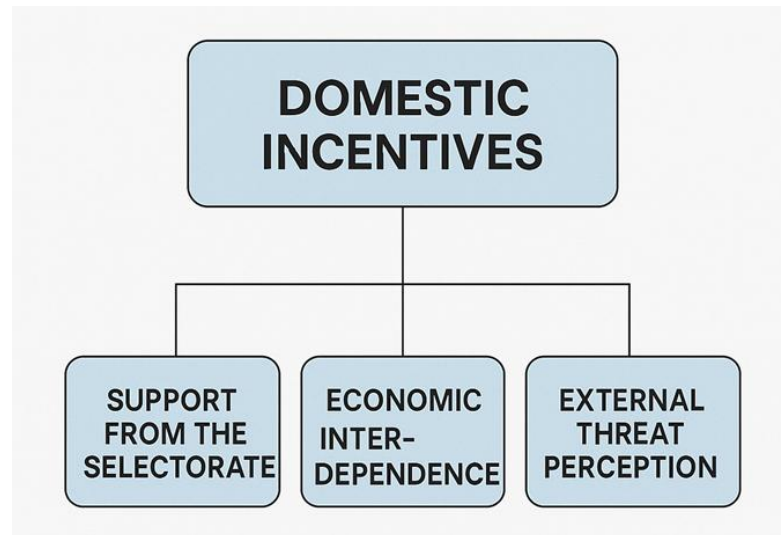 DOMESTIC
INCENTIVES
SUPPORT
FROM THE
SELECTORATE
ECONOMIC
INTER-
DEPENDENCE
EXTERNAL
THREAT
PERCEPTION